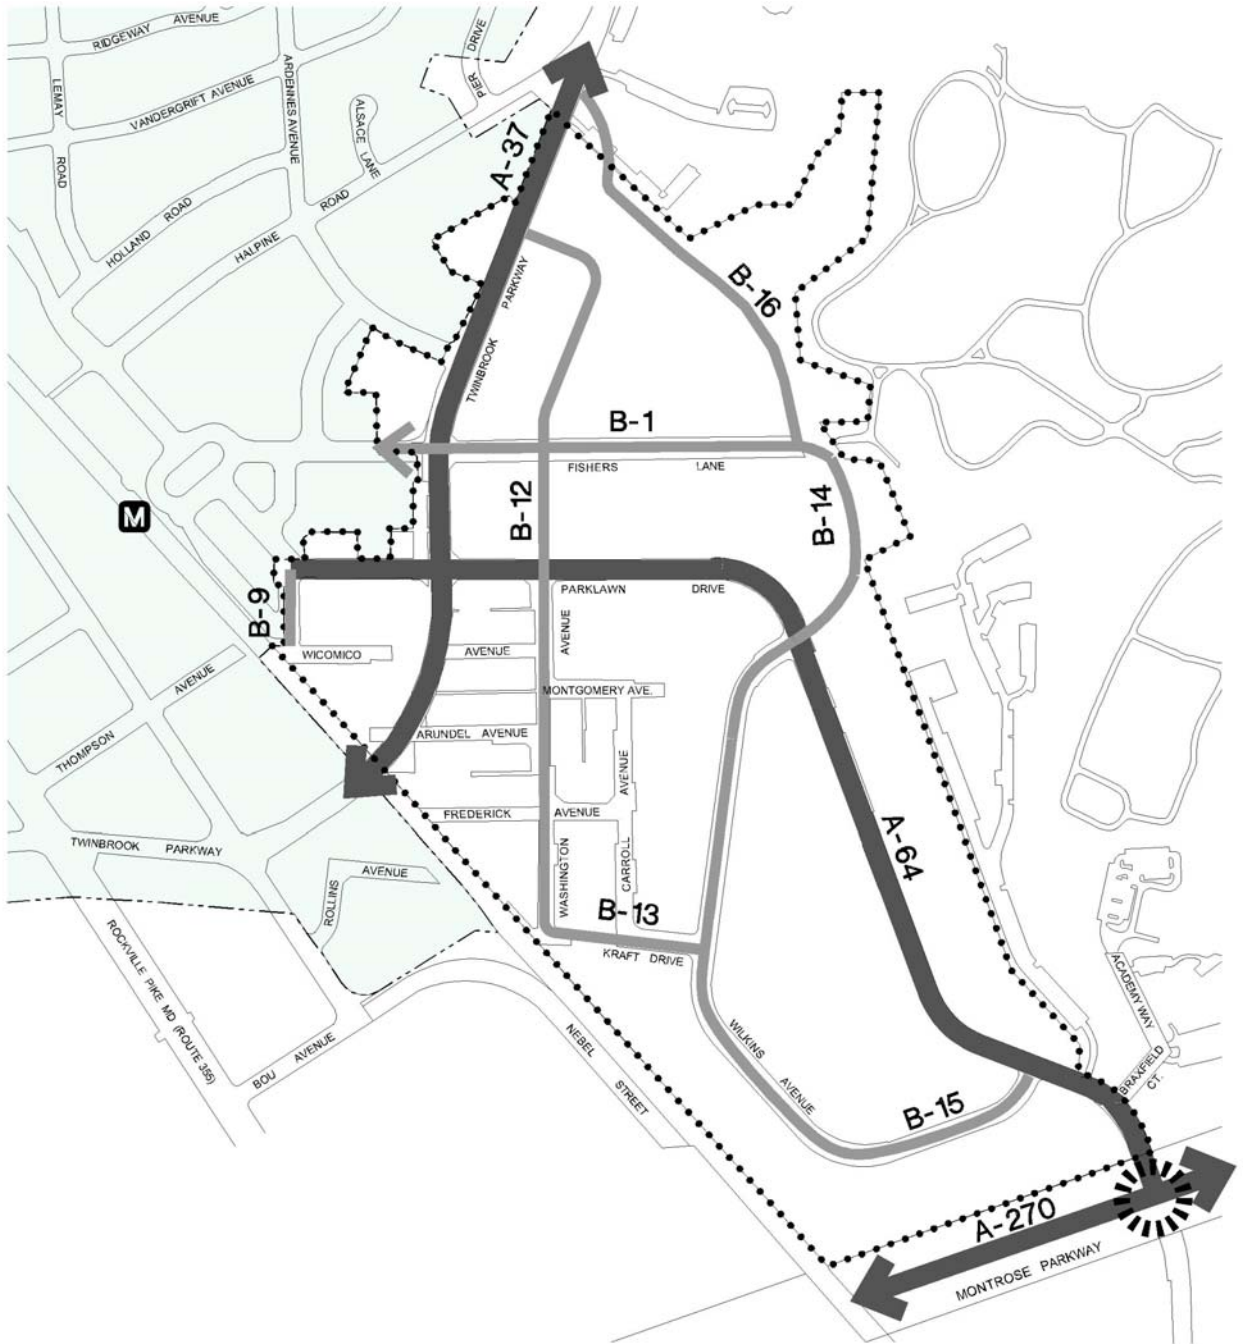 RIDGEWAY AVENUE
PIER DRIVE
LEMAY
ROAD
VANDERGRIFT AVENUE
ARDENNES AVENUE
ALSACE LANE
HOLLAND ROAD
HALPINE ROAD
A-37
TWINBROOK PARKWAY
B-16
B-1
FISHERS LANE
B-12
B-14
M
B-9
PARKLAWN DRIVE
WICOMICO AVENUE
AVENUE
MONTGOMERY AVE.
THOMPSON AVENUE
ARUNDEL AVENUE
CARROLL AVENUE
FREDERICK AVENUE
A-64
TWINBROOK PARKWAY
AVENUE
ROLLINS
WASHINGTON
B-13
KRAFT DRIVE
ROCKVILLE PIKE MD (ROUTE 355)
ACADEMY WAY
BOU AVENUE
NEBEL STREET
WILKINS AVENUE
BRAXFIELD CT.
B-15
A-270
MONTROSE PARKWAY